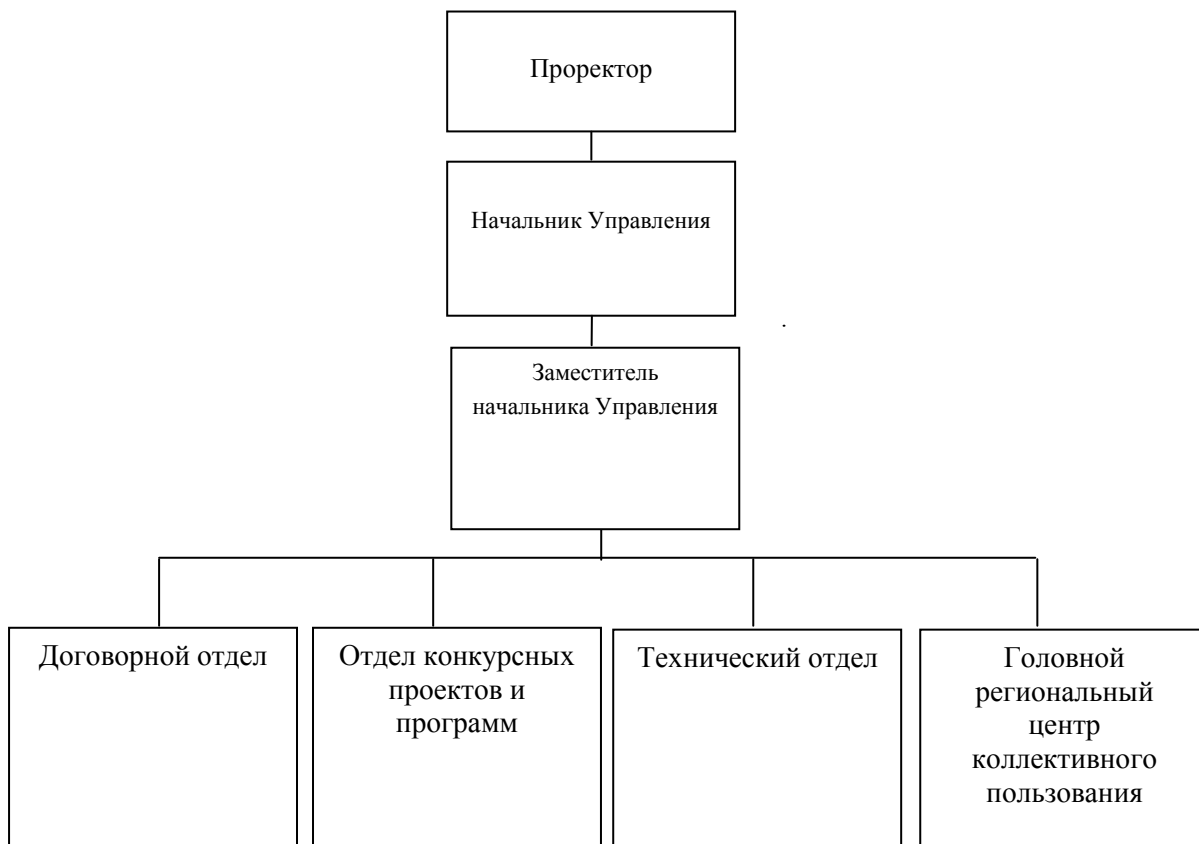 Проректор
Начальник Управления
.
Заместитель
начальника Управления
Договорной отдел
Отдел конкурсных
проектов и
программ
Технический отдел
Головной
региональный
центр
коллективного
пользования